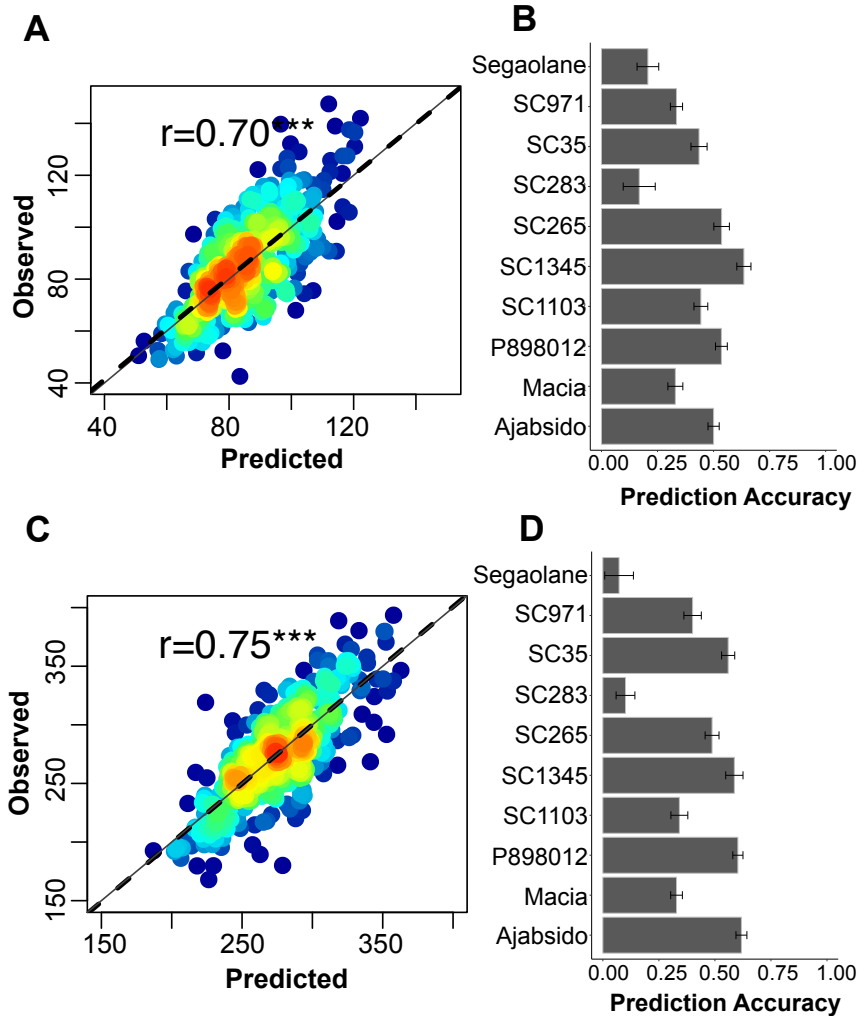 A
r=0.70***
Observed
120
80
40
40
80
120
Predicted
B
Segaolane
SC971
SC35
SC283
SC265
SC1345
SC1103
P898012
Macia
Ajabsido
0.00
0.25
0.50
0.75
1.00
Prediction Accuracy
C
r=0.75***
Observed
350
250
150
150
250
350
Predicted
D
Segaolane
SC971
SC35
SC283
SC265
SC1345
SC1103
P898012
Macia
Ajabsido
0.00
0.25
0.50
0.75
1.00
Prediction Accuracy